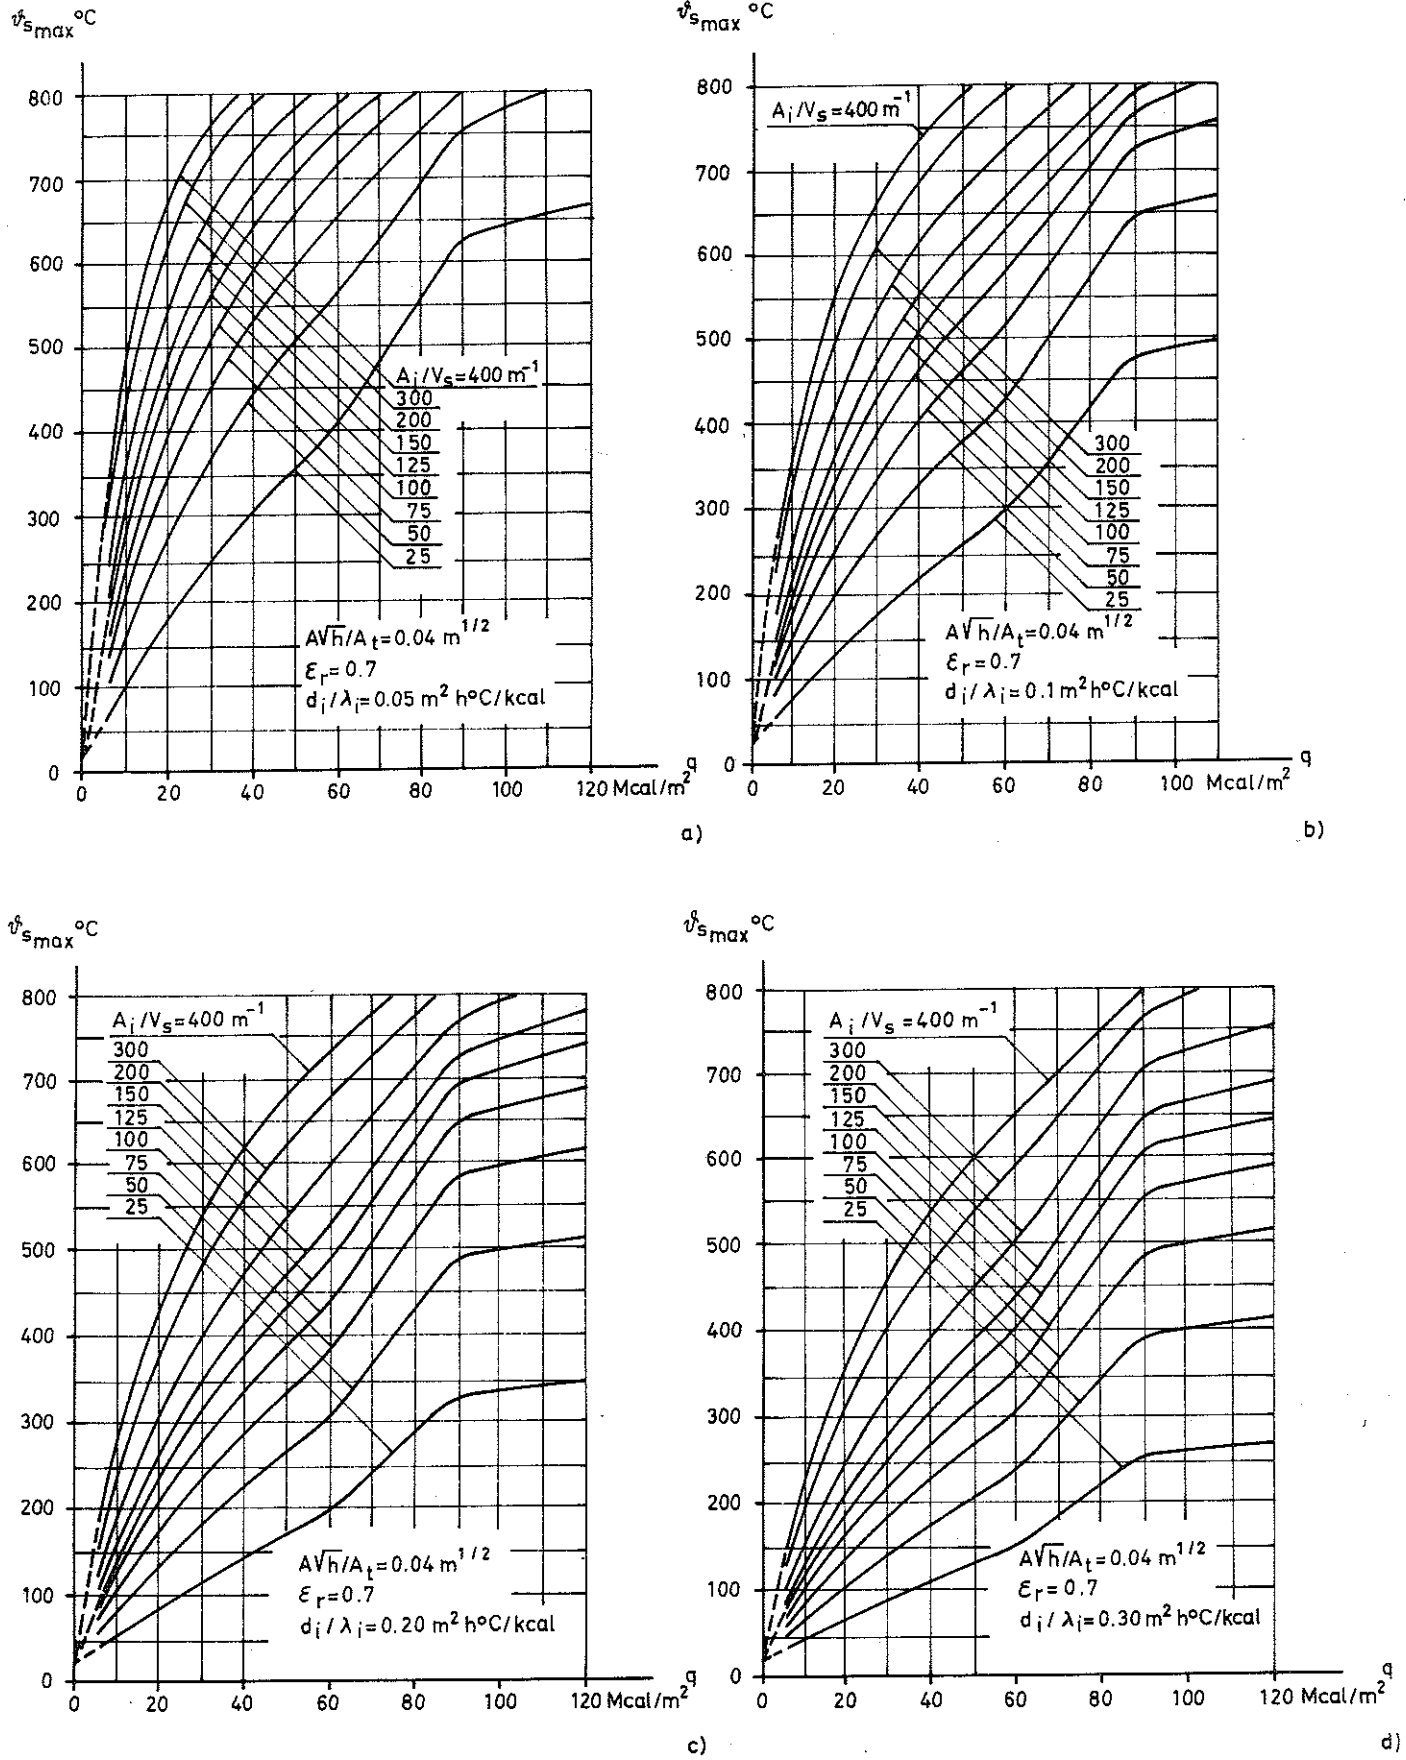 ϑs max °C
800
700
600
500
400
300
200
100
0
0 20 40 60 80 100 120 Mcal/m²
q
Ai/Vs=400 m⁻¹
300
200
150
125
100
75
50
25
A√h/At=0.04 m^1/2
εr=0.7
di/λi=0.05 m² h°C/kcal
a)
ϑs max °C
800
700
600
500
400
300
200
100
0
0 20 40 60 80 100 Mcal/m²
q
Ai/Vs=400 m⁻¹
300
200
150
125
100
75
50
25
A√h/At=0.04 m^1/2
εr=0.7
di/λi=0.1 m² h°C/kcal
b)
ϑs max °C
800
700
600
500
400
300
200
100
0
0 20 40 60 80 100 120 Mcal/m²
q
Ai/Vs=400 m⁻¹
300
200
150
125
100
75
50
25
A√h/At=0.04 m^1/2
εr=0.7
di/λi=0.20 m² h°C/kcal
c)
ϑs max °C
800
700
600
500
400
300
200
100
0
0 20 40 60 80 100 120 Mcal/m²
q
Ai/Vs=400 m⁻¹
300
200
150
125
100
75
50
25
A√h/At=0.04 m^1/2
εr=0.7
di/λi=0.30 m² h°C/kcal
d)